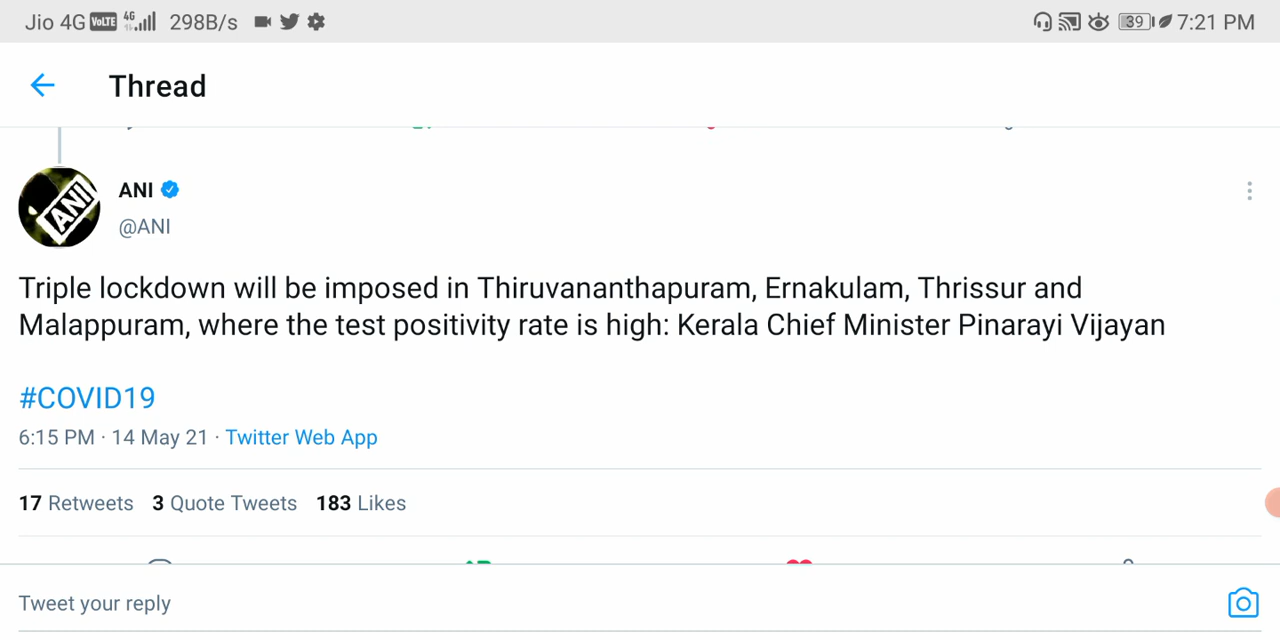 Jio 4G VoLTE 4G 298B/s 39 7:21 PM
Thread
ANI
ANI
@ANI
Triple lockdown will be imposed in Thiruvananthapuram, Ernakulam, Thrissur and
Malappuram, where the test positivity rate is high: Kerala Chief Minister Pinarayi Vijayan
#COVID19
6:15 PM · 14 May 21 · Twitter Web App
17 Retweets 3 Quote Tweets 183 Likes
Tweet your reply